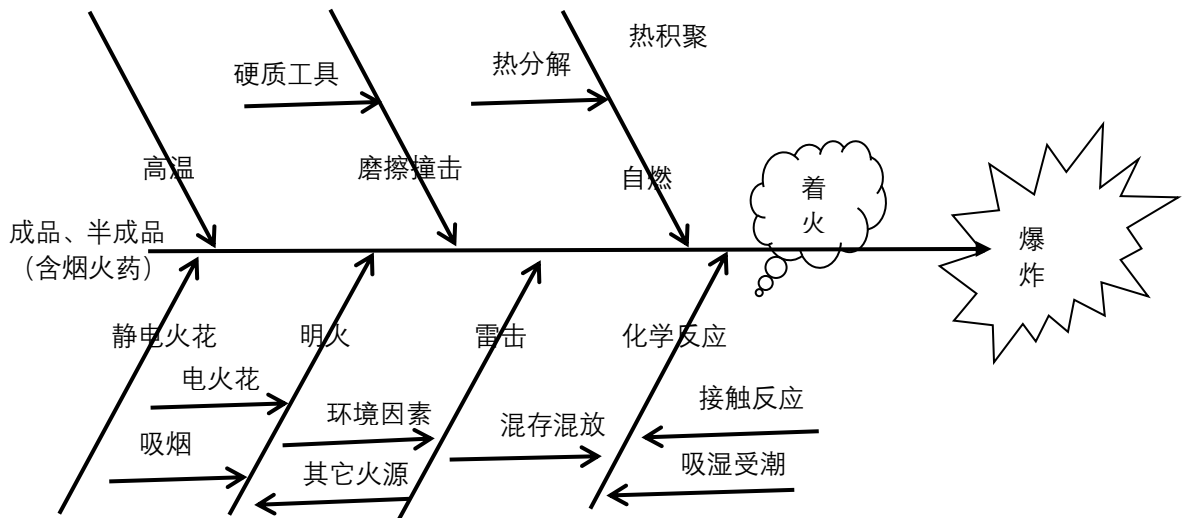 热积聚
硬质工具
热分解
高温
磨擦撞击
自燃
着
火
成品、半成品
（含烟火药）
爆
炸
静电火花
明火
雷击
化学反应
电火花
环境因素
接触反应
吸烟
混存混放
其它火源
吸湿受潮